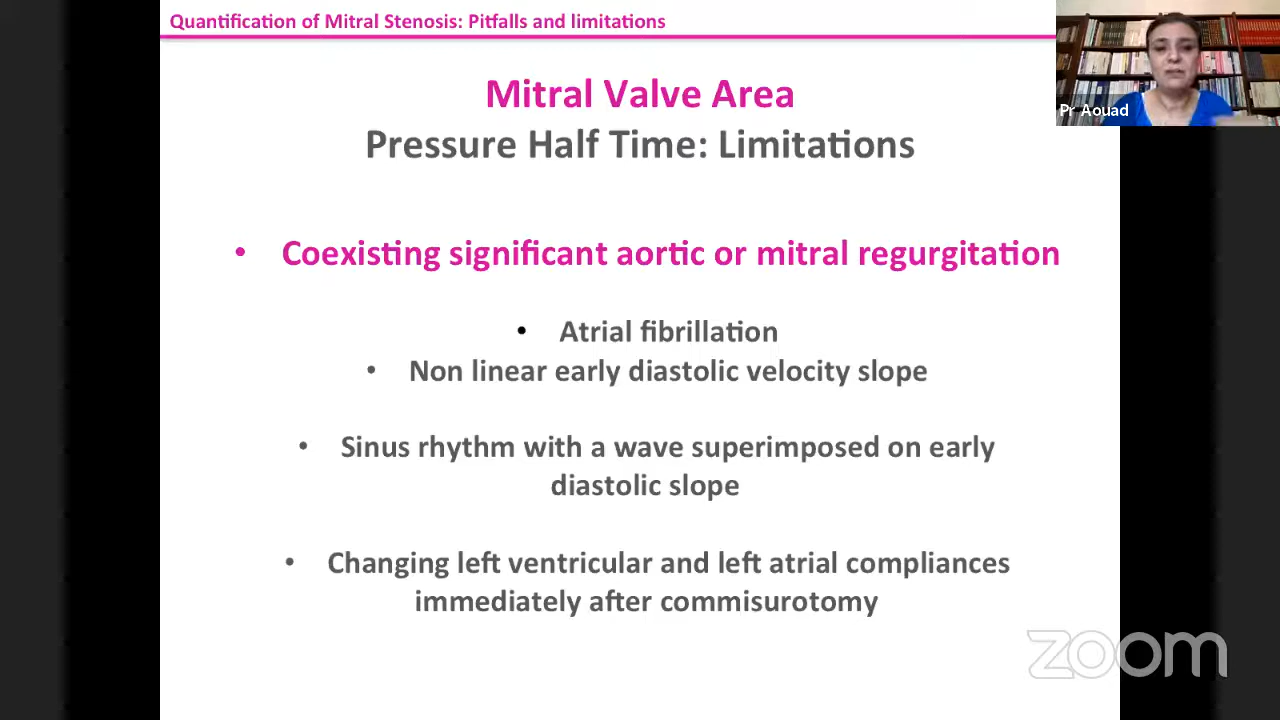 Quantification of Mitral Stenosis: Pitfalls and limitations
Pr Aouad
Mitral Valve Area
Pressure Half Time: Limitations
• Coexisting significant aortic or mitral regurgitation
• Atrial fibrillation
• Non linear early diastolic velocity slope
• Sinus rhythm with a wave superimposed on early
diastolic slope
• Changing left ventricular and left atrial compliances
immediately after commisurotomy
zoom